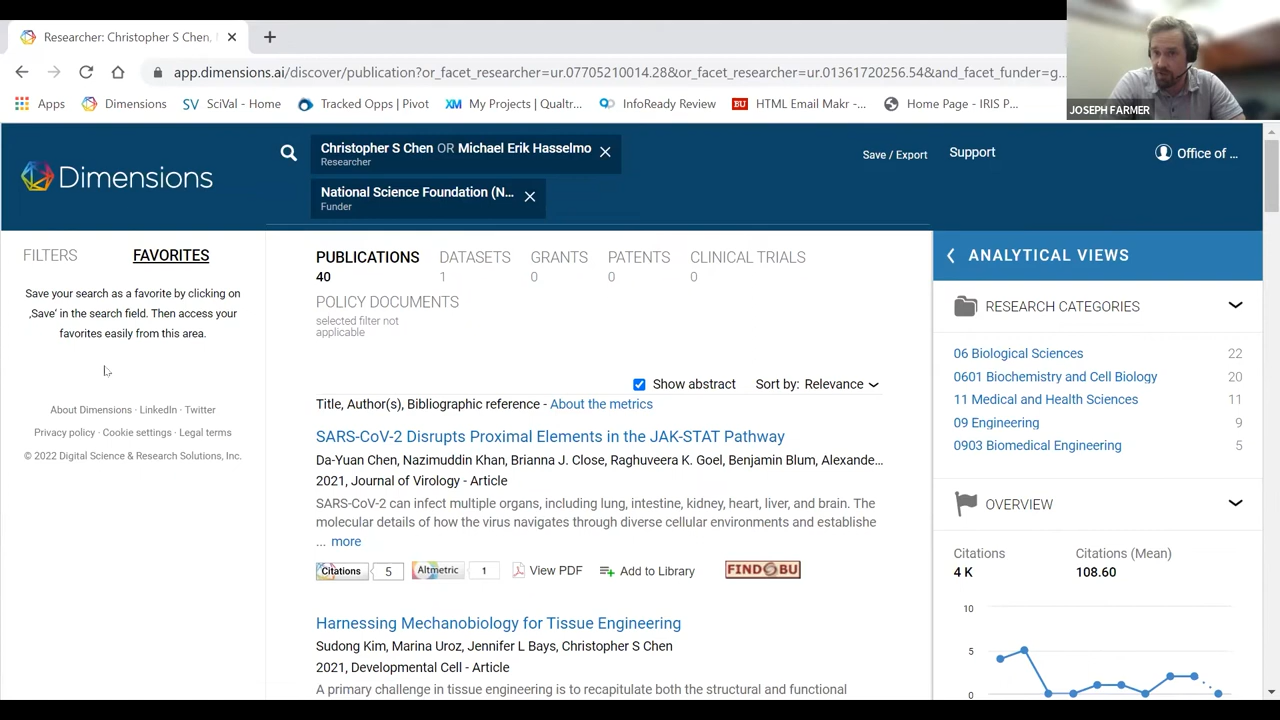 Researcher: Christopher S Chen,
app.dimensions.ai/discover/publication?or_facet_researcher=ur.07705210014.28&or_facet_researcher=ur.01361720256.54&and_facet_funder=g...
Apps
Dimensions
SV SciVal - Home
Tracked Opps | Pivot
XM My Projects | Qualtr...
InfoReady Review
BU HTML Email Makr -...
Home Page - IRIS P...
JOSEPH FARMER
Dimensions
Christopher S Chen OR Michael Erik Hasselmo
Researcher
National Science Foundation (N...
Funder
Save / Export
Support
Office of ...
FILTERS
FAVORITES
Save your search as a favorite by clicking on
‚Save' in the search field. Then access your
favorites easily from this area.
About Dimensions · LinkedIn · Twitter
Privacy policy · Cookie settings · Legal terms
© 2022 Digital Science & Research Solutions, Inc.
PUBLICATIONS
40
DATASETS
1
GRANTS
0
PATENTS
0
CLINICAL TRIALS
0
POLICY DOCUMENTS
selected filter not
applicable
Show abstract
Sort by: Relevance
Title, Author(s), Bibliographic reference - About the metrics
SARS-CoV-2 Disrupts Proximal Elements in the JAK-STAT Pathway
Da-Yuan Chen, Nazimuddin Khan, Brianna J. Close, Raghuveera K. Goel, Benjamin Blum, Alexande...
2021, Journal of Virology - Article
SARS-CoV-2 can infect multiple organs, including lung, intestine, kidney, heart, liver, and brain. The
molecular details of how the virus navigates through diverse cellular environments and establishe
... more
Citations 5
Altmetric 1
View PDF
Add to Library
FIND@BU
Harnessing Mechanobiology for Tissue Engineering
Sudong Kim, Marina Uroz, Jennifer L Bays, Christopher S Chen
2021, Developmental Cell - Article
A primary challenge in tissue engineering is to recapitulate both the structural and functional
ANALYTICAL VIEWS
RESEARCH CATEGORIES
06 Biological Sciences 22
0601 Biochemistry and Cell Biology 20
11 Medical and Health Sciences 11
09 Engineering 9
0903 Biomedical Engineering 5
OVERVIEW
Citations
4 K
Citations (Mean)
108.60
10
5
0